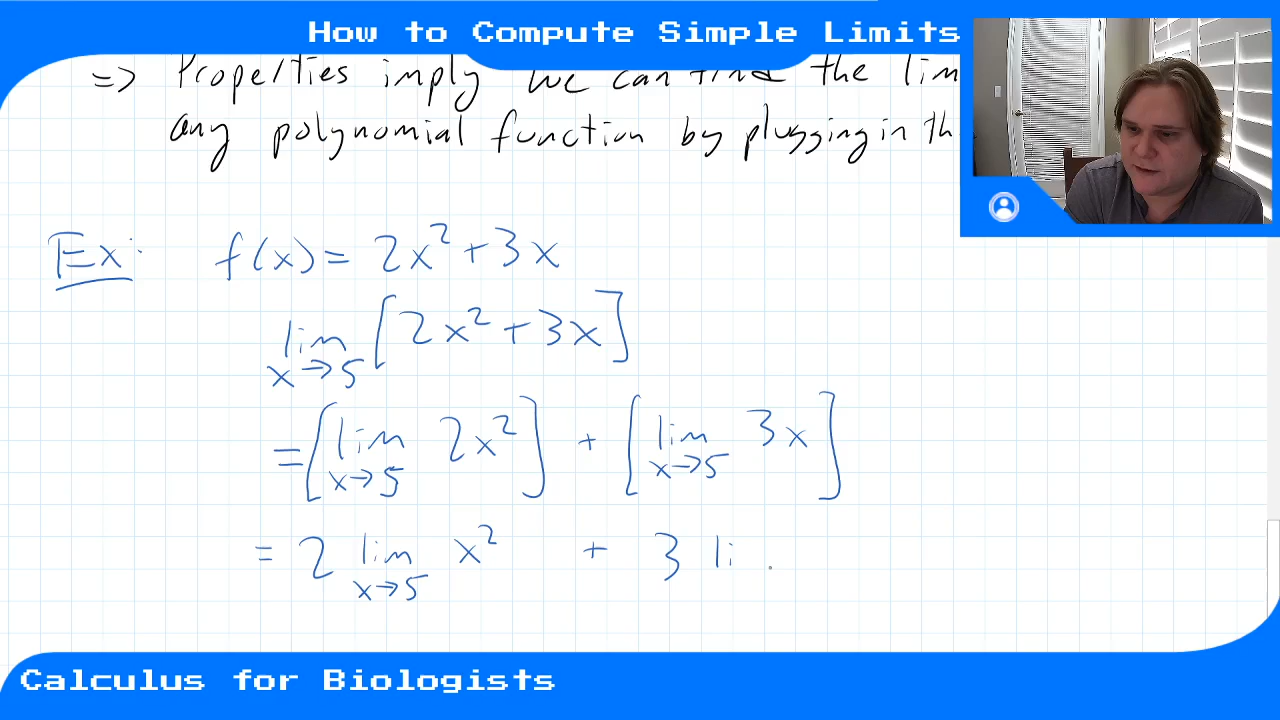 How to Compute Simple Limits
=> Properties imply we can find the lim
any polynomial function by plugging in th
Ex: f(x) = 2x² + 3x
lim x→5 [2x² + 3x]
= [lim x→5 2x²] + [lim x→5 3x]
= 2 lim x→5 x² + 3 li
Calculus for Biologists